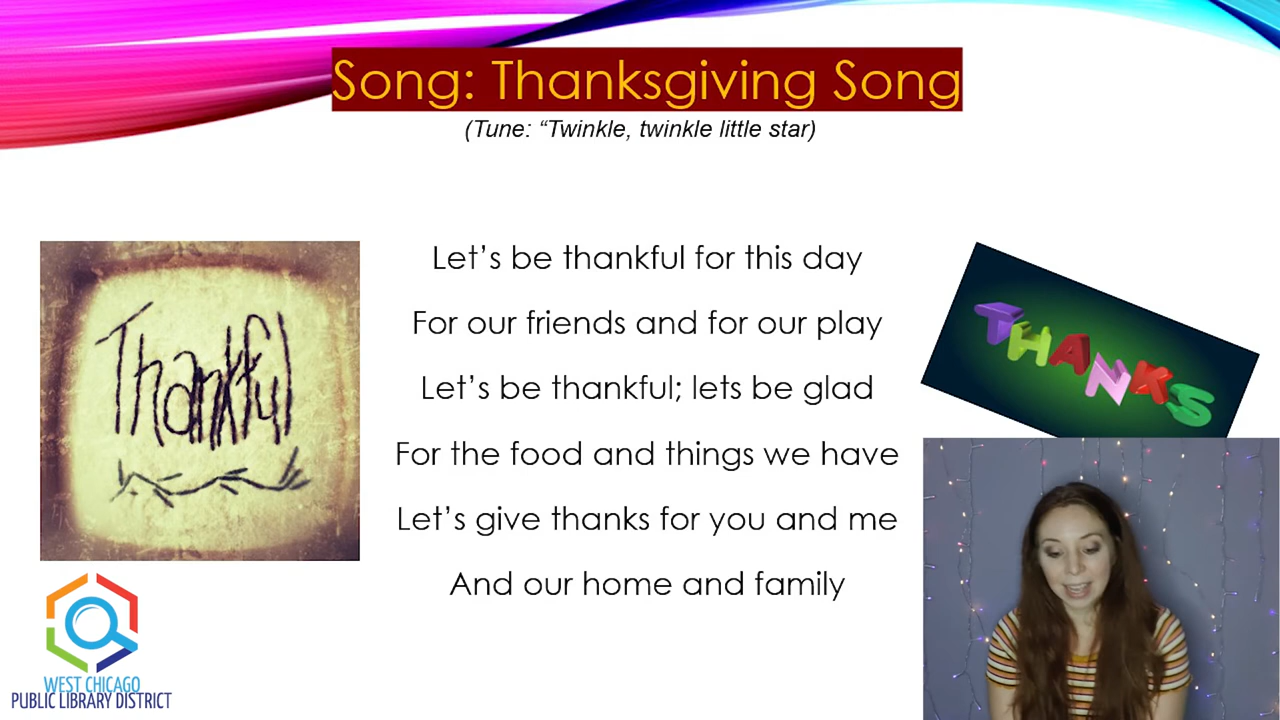 Song: Thanksgiving Song
(Tune: “Twinkle, twinkle little star)
Let’s be thankful for this day
For our friends and for our play
Let’s be thankful; lets be glad
For the food and things we have
Let’s give thanks for you and me
And our home and family
Thankful
THANKS
WEST CHICAGO
PUBLIC LIBRARY DISTRICT